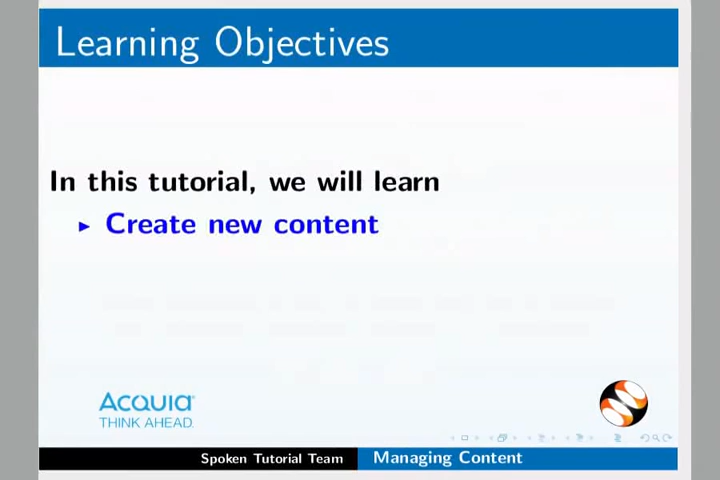 Learning Objectives
In this tutorial, we will learn
Create new content
ACQUIA
THINK AHEAD.
Spoken Tutorial Team
Managing Content